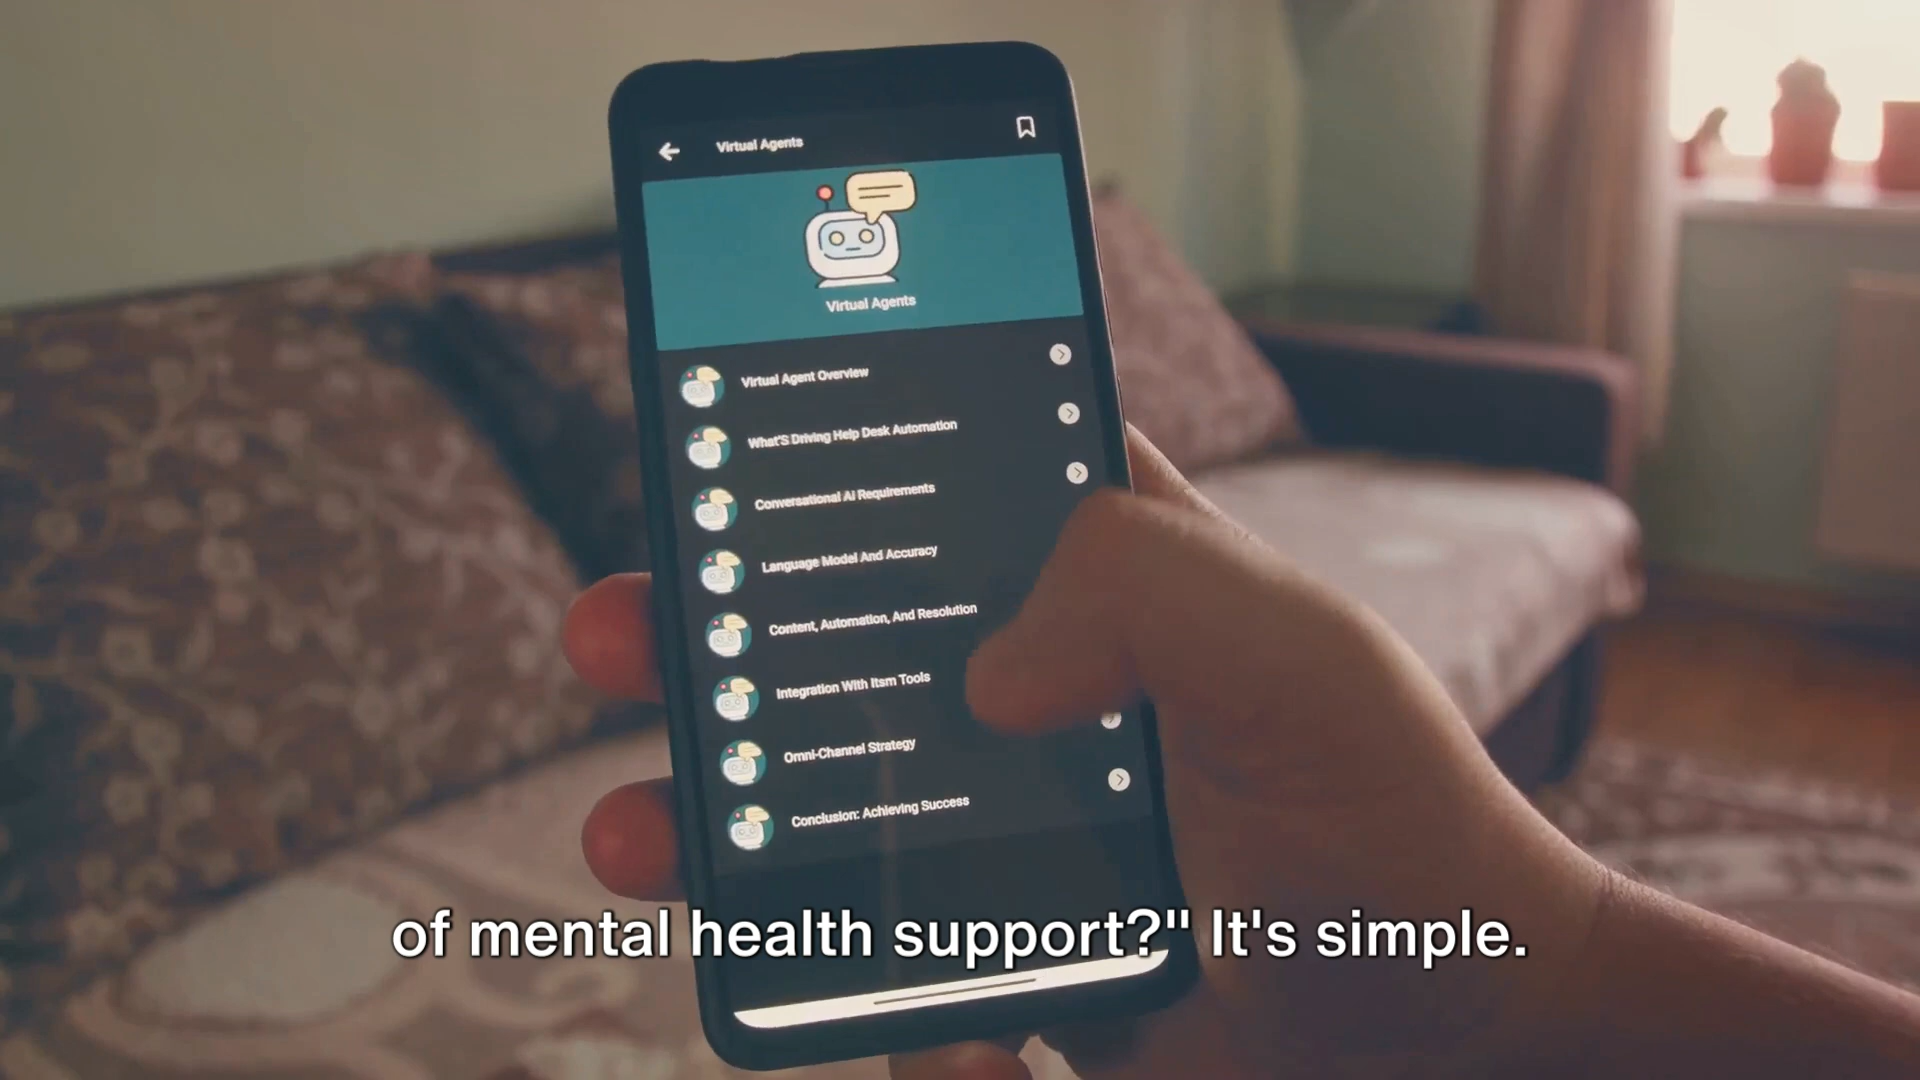 Virtual Agents
Virtual Agents
Virtual Agent Overview
What'S Driving Help Desk Automation
Conversational Ai Requirements
Language Model And Accuracy
Content, Automation, And Resolution
Integration With Itsm Tools
Omni-Channel Strategy
Conclusion: Achieving Success
of mental health support?" It's simple.